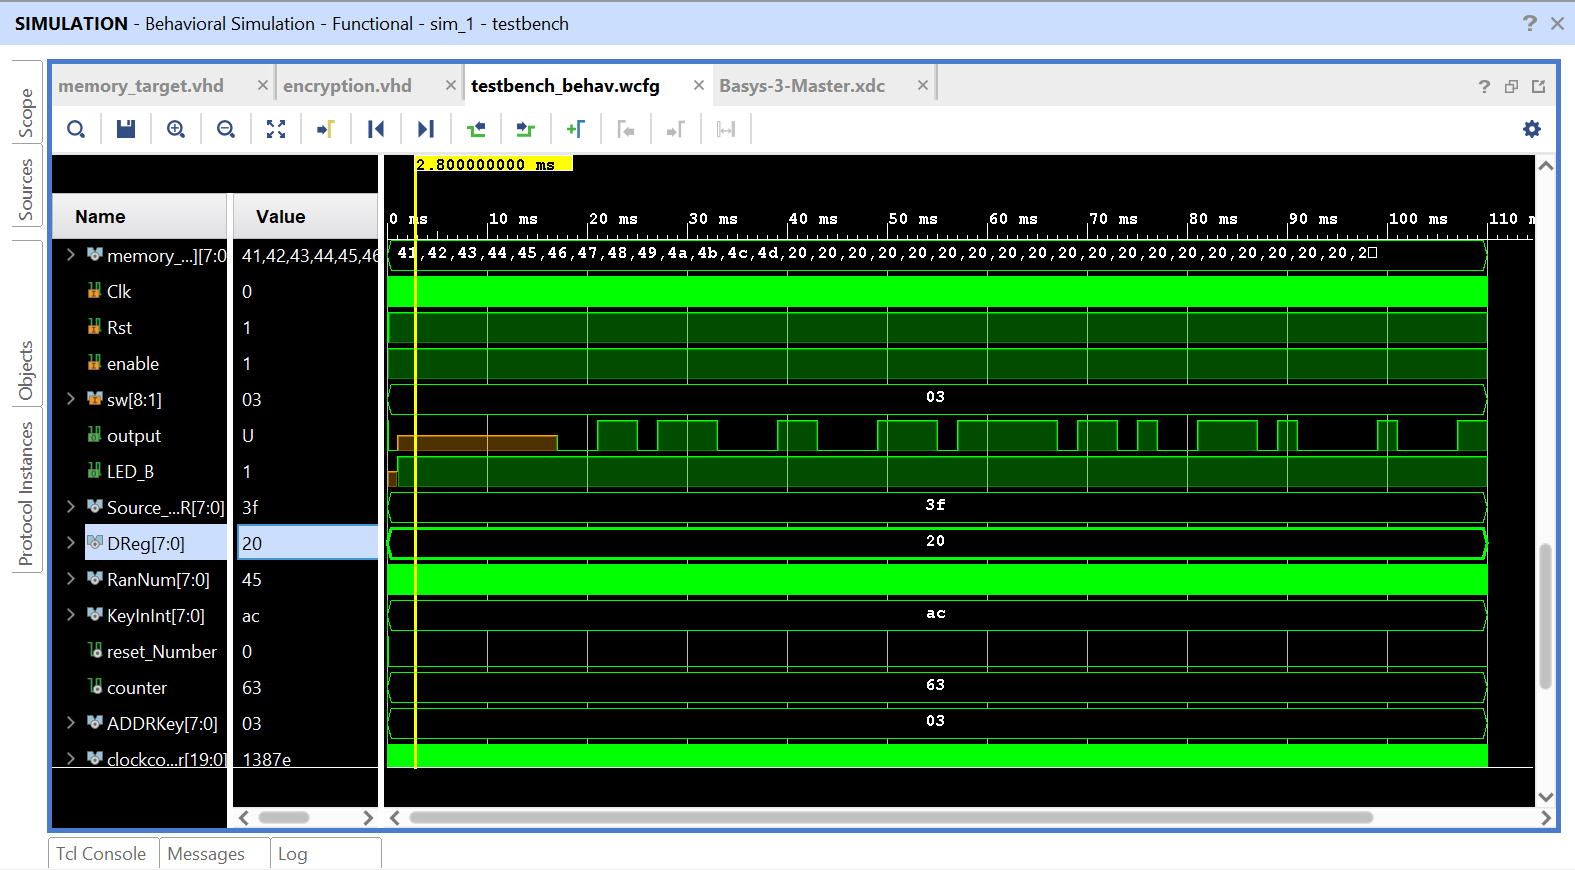 SIMULATION - Behavioral Simulation - Functional - sim_1 - testbench
Scope
Sources
Objects
Protocol Instances
memory_target.vhd
encryption.vhd
testbench_behav.wcfg
Basys-3-Master.xdc
2.800000000 ms
0 ms 10 ms 20 ms 30 ms 40 ms 50 ms 60 ms 70 ms 80 ms 90 ms 100 ms 110
Name Value
memory_...][7:0 41,42,43,44,45,46 41,42,43,44,45,46,47,48,49,4a,4b,4c,4d,20,20,20,20,20,20,20,20,20,20,20,20,20,20,20,20,20,20,2
Clk 0
Rst 1
enable 1
sw[8:1] 03 03
output U
LED_B 1
Source_...R[7:0] 3f 3f
DReg[7:0] 20 20
RanNum[7:0] 45
KeyInInt[7:0] ac ac
reset_Number 0
counter 63 63
ADDRKey[7:0] 03 03
clockco...r[19:0] 1387e
Tcl Console
Messages
Log